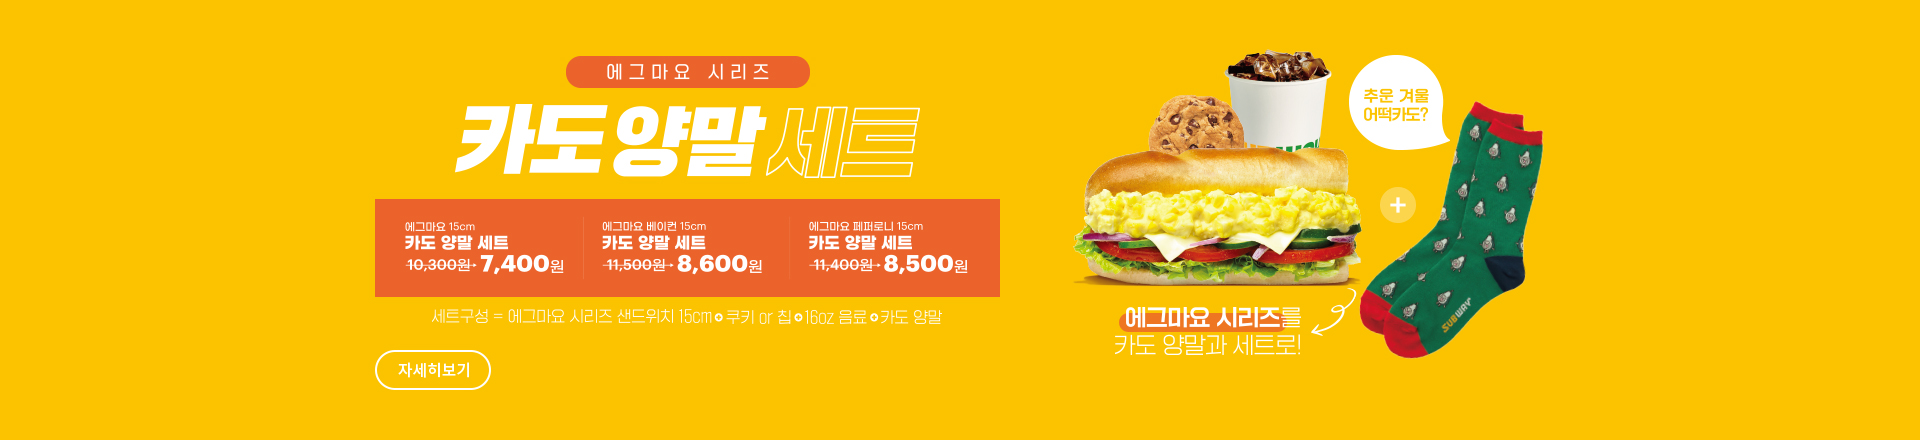 에그마요 시리즈
카도 양말 세트
에그마요 15cm
카도 양말 세트
10,300원→ 7,400원
에그마요 베이컨 15cm
카도 양말 세트
11,500원→ 8,600원
에그마요 페퍼로니 15cm
카도 양말 세트
11,400원→ 8,500원
세트구성 = 에그마요 시리즈 샌드위치 15cm + 쿠키 or 칩 + 16oz 음료 + 카도 양말
자세히보기
추운 겨울
어떡카도?
+
SUBWAY
에그마요 시리즈를
카도 양말과 세트로!